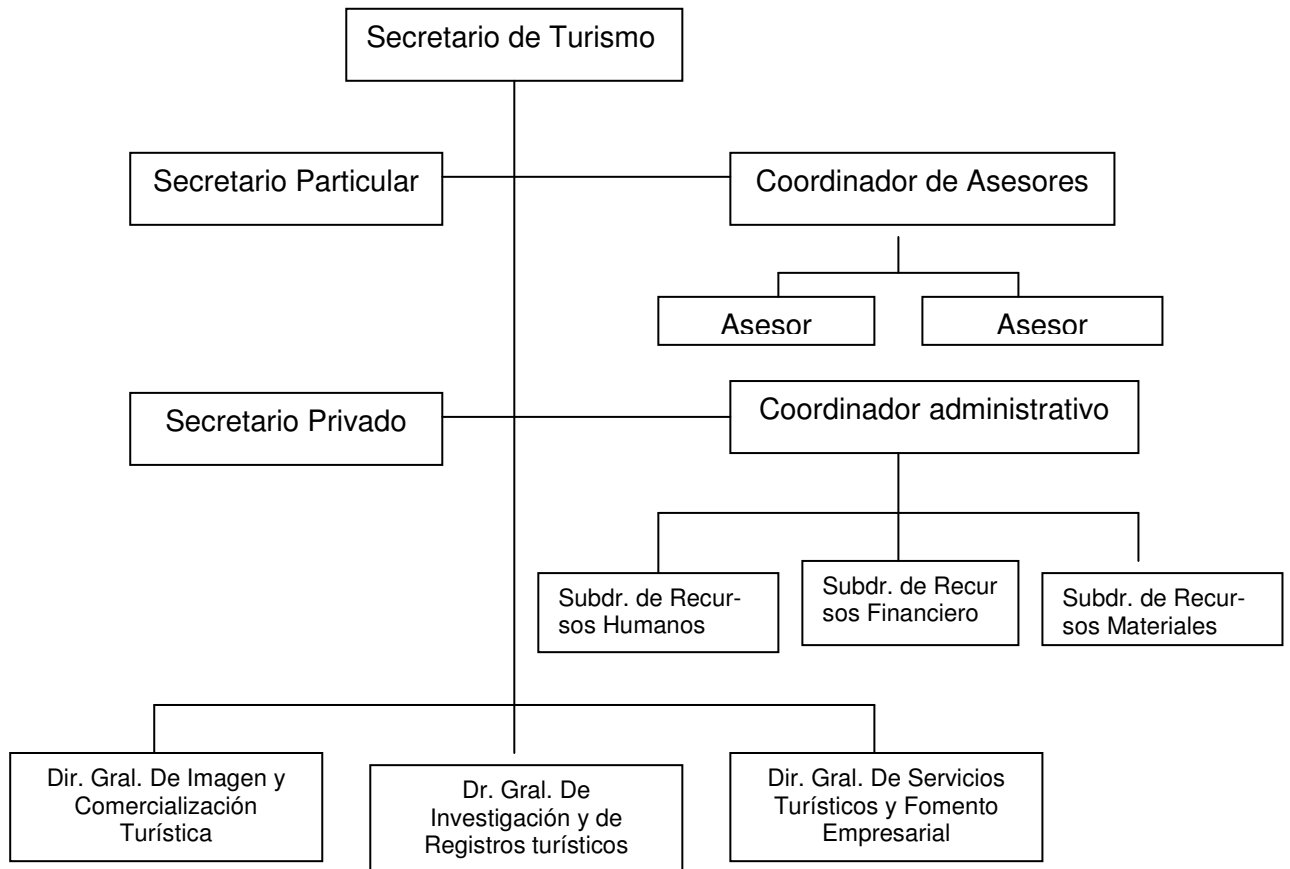 Secretario de Turismo
Secretario Particular
Coordinador de Asesores
Asesor
Asesor
Secretario Privado
Coordinador administrativo
Subdr. de Recur-
sos Humanos
Subdr. de Recur
sos Financiero
Subdr. de Recur-
sos Materiales
Dir. Gral. De Imagen y
Comercialización
Turística
Dr. Gral. De
Investigación y de
Registros turísticos
Dir. Gral. De Servicios
Turísticos y Fomento
Empresarial